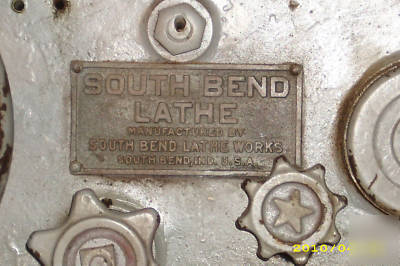 SOUTH BEND
LATHE
MANUFACTURED BY
SOUTH BEND LATHE WORKS
SOUTH BEND, IND. U.S.A.